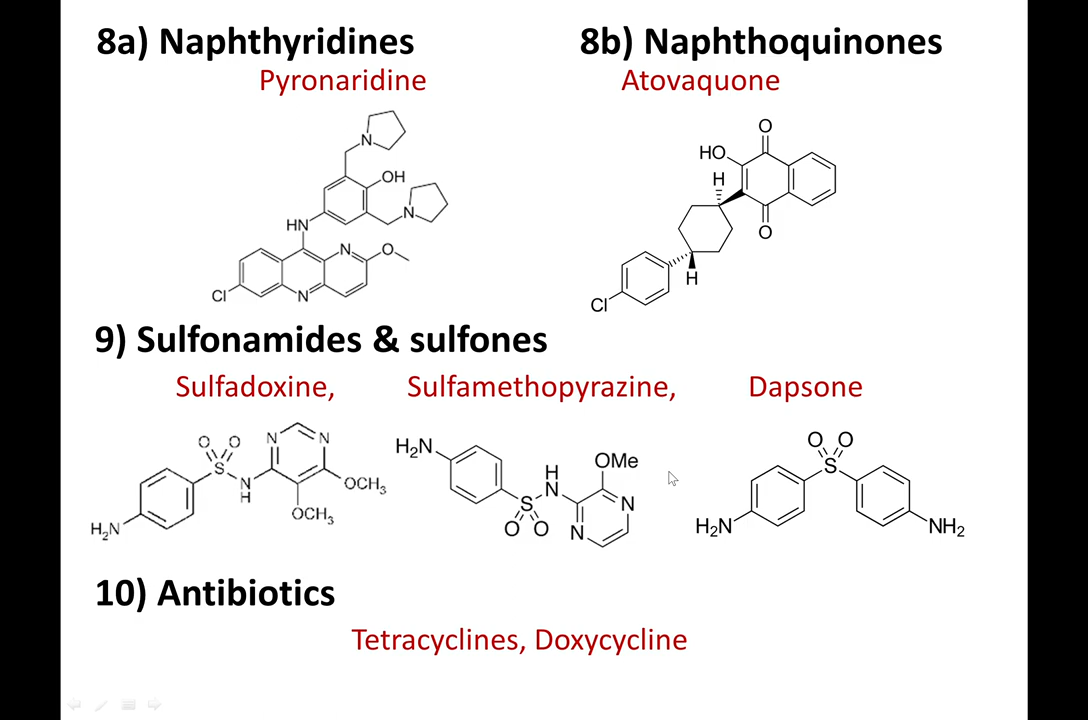 8a) Naphthyridines
8b) Naphthoquinones
Pyronaridine
Atovaquone
N
OH
N
HN
N
O
Cl
N
O
HO
H
O
H
Cl
9) Sulfonamides & sulfones
Sulfadoxine,
Sulfamethopyrazine,
Dapsone
N
N
O
O
S
N
H
OCH₃
OCH₃
H₂N
H₂N
H
N
OMe
S
O
O
N
N
O
O
S
H₂N
NH₂
10) Antibiotics
Tetracyclines, Doxycycline